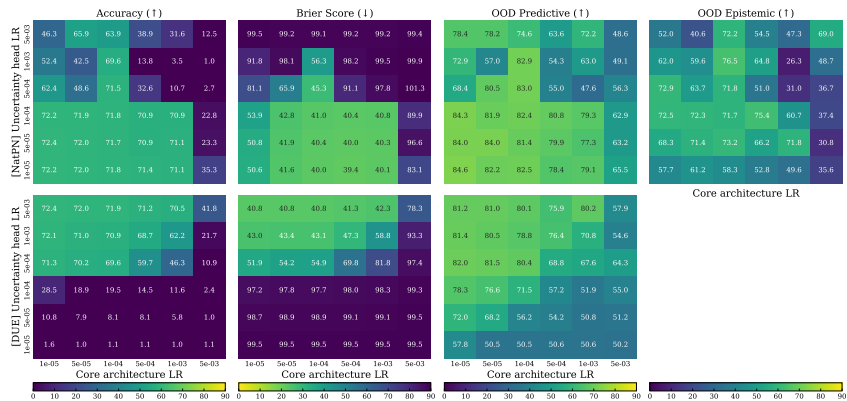 Accuracy (↑) Brier Score (↓) OOD Predictive (↑) OOD Epistemic (↑)
[NatPN] Uncertainty head LR
5e-03 46.3 65.9 63.9 38.9 31.6 12.5 99.5 99.2 99.2 99.2 99.2 99.4 78.4 78.2 74.6 63.6 72.2 48.6 52.0 40.6 72.2 54.5 47.3 69.0
1e-03 52.4 42.5 69.6 13.8 3.5 1.0 91.8 98.1 56.3 98.2 99.5 99.9 72.9 57.0 82.9 54.3 63.0 49.1 62.0 59.6 76.5 64.8 26.3 48.7
5e-04 62.4 48.6 71.5 32.6 10.7 2.7 81.1 65.9 45.3 91.1 97.8 101.3 68.4 80.5 83.0 55.0 47.6 56.3 72.9 63.7 71.8 51.0 31.0 36.7
1e-04 72.2 71.9 71.8 70.9 70.9 22.8 53.9 42.8 41.0 40.4 40.8 89.9 84.3 81.9 82.4 80.8 79.3 62.9 72.5 72.3 71.7 75.4 60.7 37.4
5e-05 72.4 72.0 71.7 70.9 71.1 23.3 50.8 41.9 40.0 40.0 40.4 96.6 84.0 84.0 81.4 79.9 77.3 63.2 68.3 71.4 73.2 66.2 71.8 30.8
1e-05 72.2 72.0 71.8 71.4 71.1 35.3 50.6 41.6 40.0 39.4 40.1 83.1 84.6 82.2 82.5 78.4 79.1 65.5 57.7 61.2 58.3 52.8 49.6 35.6
Core architecture LR
[DUE] Uncertainty head LR
5e-03 72.4 72.0 71.9 71.2 70.5 41.8 40.8 40.8 40.8 41.3 42.3 78.3 81.2 81.0 80.1 75.9 80.2 57.9
1e-03 72.1 71.0 70.9 68.7 62.2 21.7 43.0 43.4 43.1 47.3 58.8 93.3 81.4 80.5 78.8 76.4 70.8 54.6
5e-04 71.3 70.2 69.6 59.7 46.3 10.9 51.9 54.2 54.9 69.8 81.8 97.4 82.0 81.5 80.4 68.8 67.6 64.3
1e-04 28.5 18.9 19.5 14.5 11.6 2.4 97.2 97.8 97.7 98.0 98.3 99.3 78.3 76.6 71.5 57.2 51.9 55.0
5e-05 10.8 7.9 8.1 8.1 5.8 1.0 98.7 98.9 98.9 99.1 99.1 99.5 72.0 68.2 56.2 54.2 50.8 51.2
1e-05 1.6 1.0 1.1 1.1 1.0 1.1 99.5 99.5 99.5 99.5 99.5 99.5 57.8 50.5 50.5 50.6 50.6 50.2
1e-05 5e-05 1e-04 5e-04 1e-03 5e-03 1e-05 5e-05 1e-04 5e-04 1e-03 5e-03 1e-05 5e-05 1e-04 5e-04 1e-03 5e-03
Core architecture LR Core architecture LR Core architecture LR
0 10 20 30 40 50 60 70 80 90 0 10 20 30 40 50 60 70 80 90 0 10 20 30 40 50 60 70 80 90 0 10 20 30 40 50 60 70 80 90